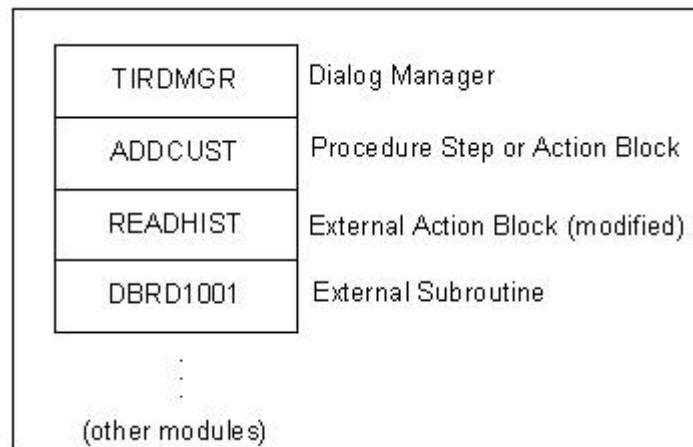 TIRDMGR Dialog Manager
ADDCUST Procedure Step or Action Block
READHIST External Action Block (modified)
DBRD1001 External Subroutine
(other modules)